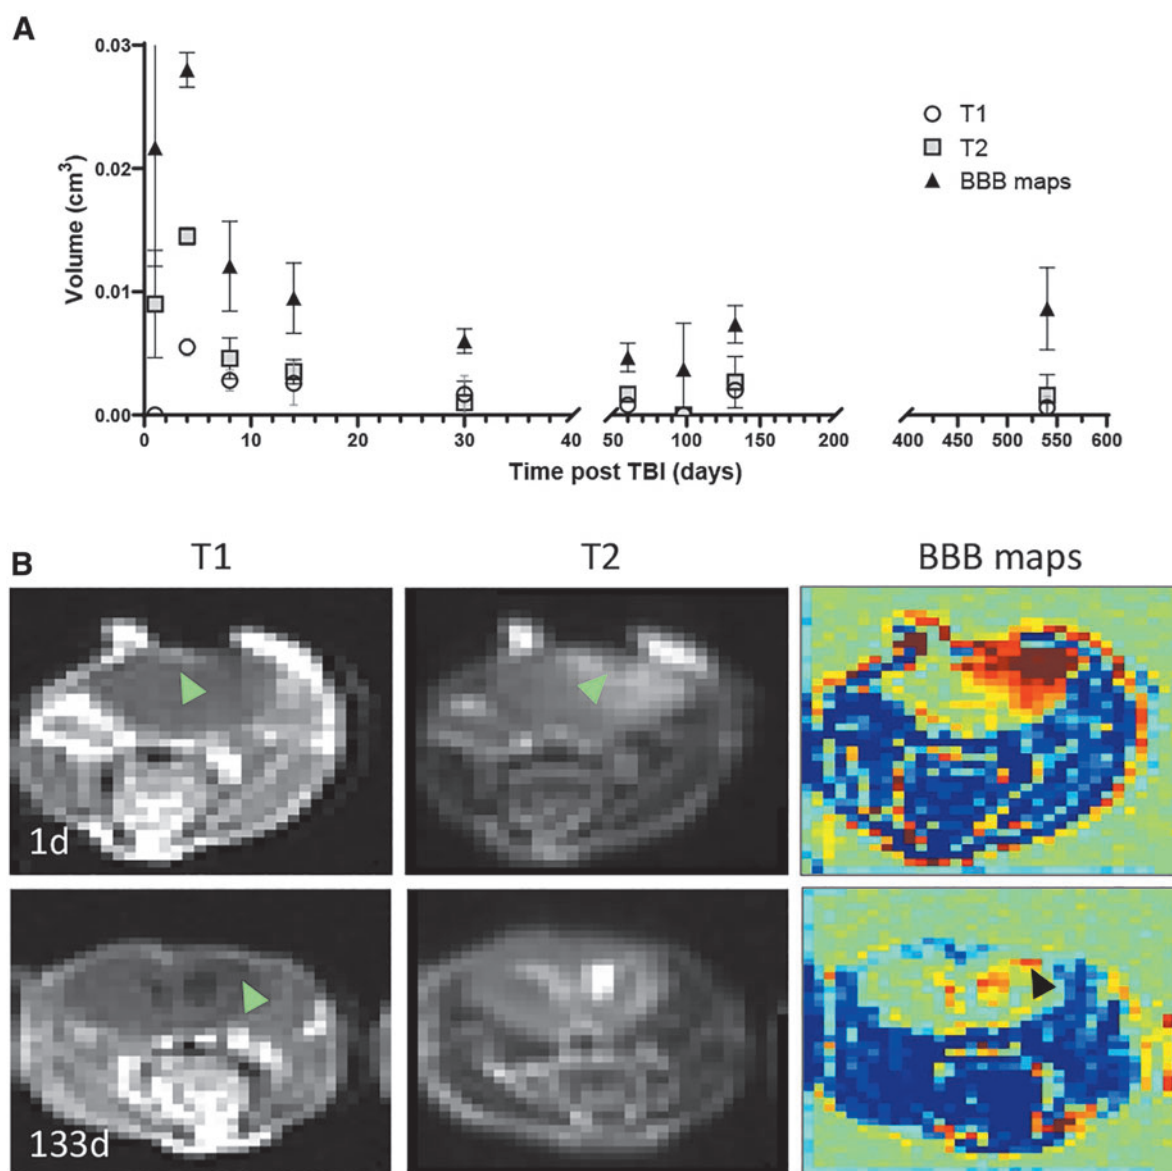 A
0.03
0.02
0.01
0.00
Volume (cm³)
T1
T2
BBB maps
0 10 20 30 40 50 100 150 200 400 450 500 550 600
Time post TBI (days)
B
T1 T2 BBB maps
1d
133d